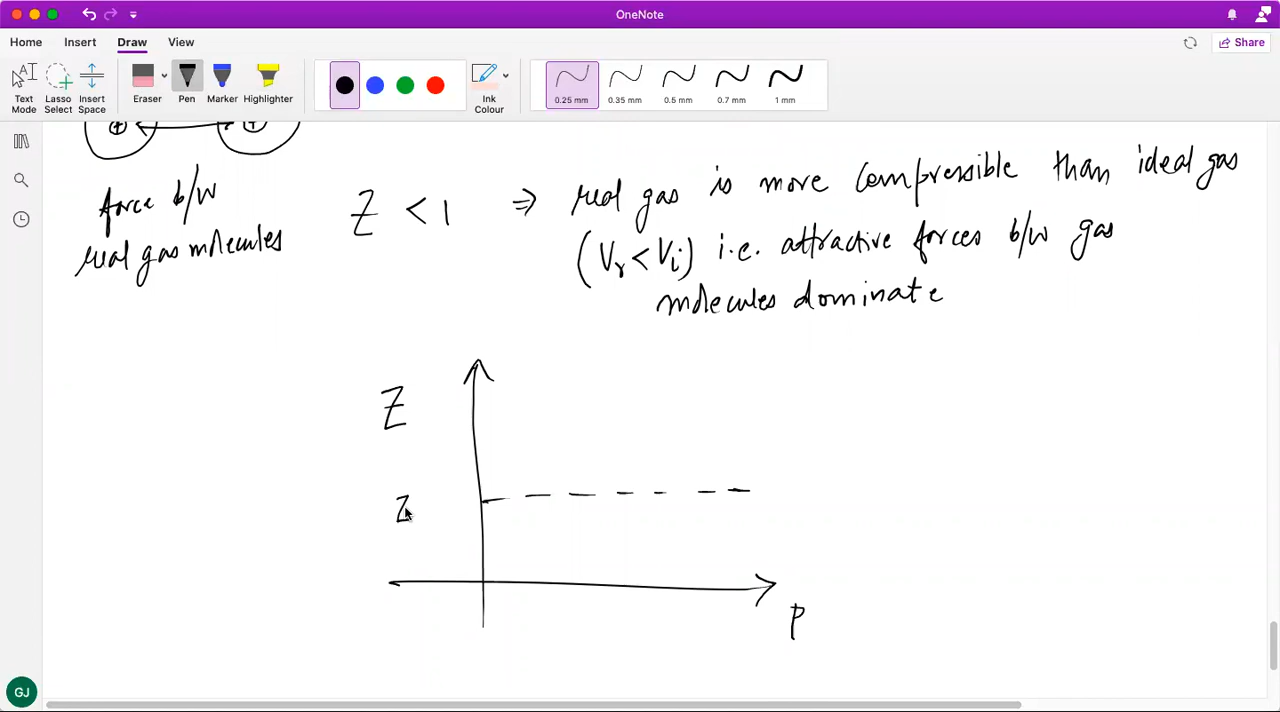 OneNote
Home Insert Draw View
Share
Text Mode
Lasso Select
Insert Space
Eraser
Pen
Marker
Highlighter
Ink Colour
0.25 mm 0.35 mm 0.5 mm 0.7 mm 1 mm
+ +
force b/w
real gas molecules
Z < 1 ⇒ real gas is more compressible than ideal gas
(Vr < Vi) i.e. attractive forces b/w gas
molecules dominate
Z
Z
P
GJ